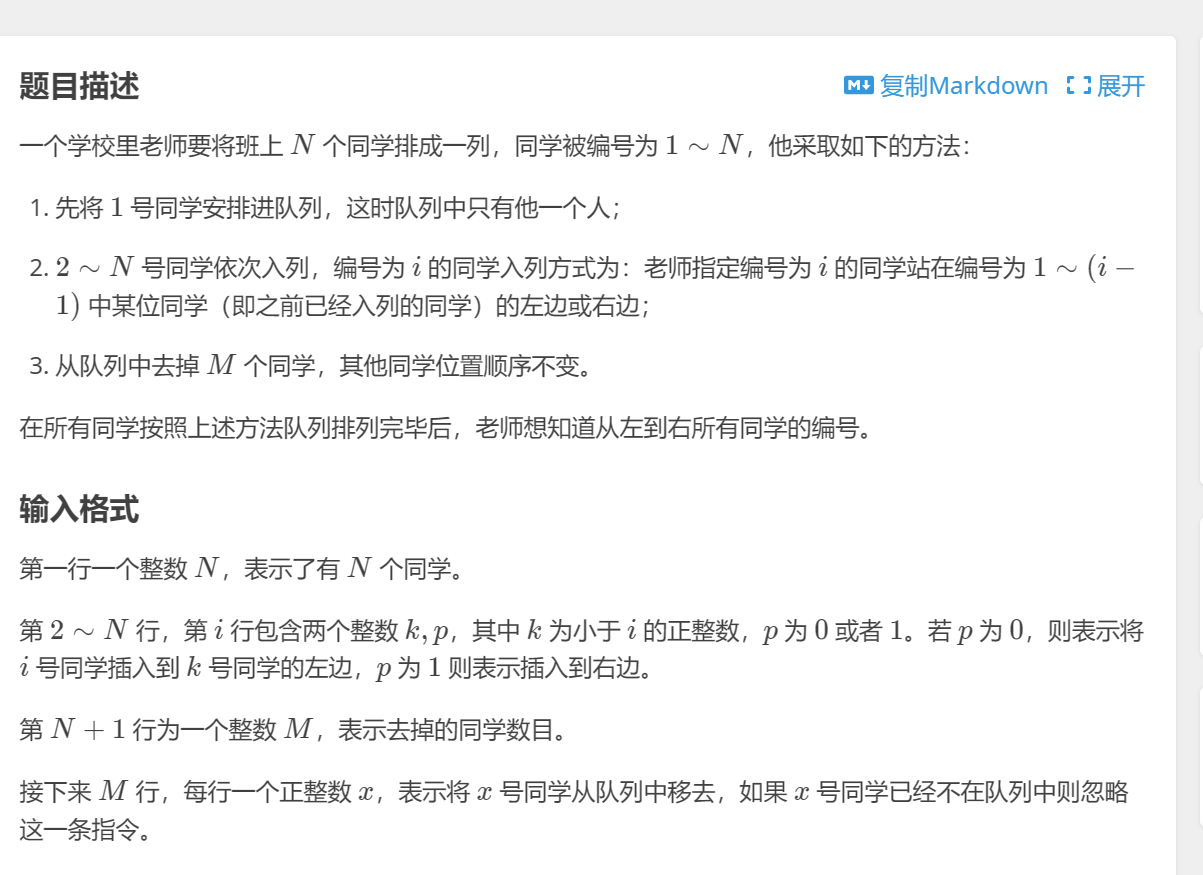 题目描述
复制Markdown 展开
一个学校里老师要将班上 N 个同学排成一列，同学被编号为 1 ∼ N，他采取如下的方法：
1. 先将 1 号同学安排进队列，这时队列中只有他一个人；
2. 2 ∼ N 号同学依次入列，编号为 i 的同学入列方式为：老师指定编号为 i 的同学站在编号为 1 ∼ (i −
1) 中某位同学（即之前已经入列的同学）的左边或右边；
3. 从队列中去掉 M 个同学，其他同学位置顺序不变。
在所有同学按照上述方法队列排列完毕后，老师想知道从左到右所有同学的编号。
输入格式
第一行一个整数 N，表示了有 N 个同学。
第 2 ∼ N 行，第 i 行包含两个整数 k, p，其中 k 为小于 i 的正整数，p 为 0 或者 1。若 p 为 0，则表示将
i 号同学插入到 k 号同学的左边，p 为 1 则表示插入到右边。
第 N + 1 行为一个整数 M，表示去掉的同学数目。
接下来 M 行，每行一个正整数 x，表示将 x 号同学从队列中移去，如果 x 号同学已经不在队列中则忽略
这一条指令。